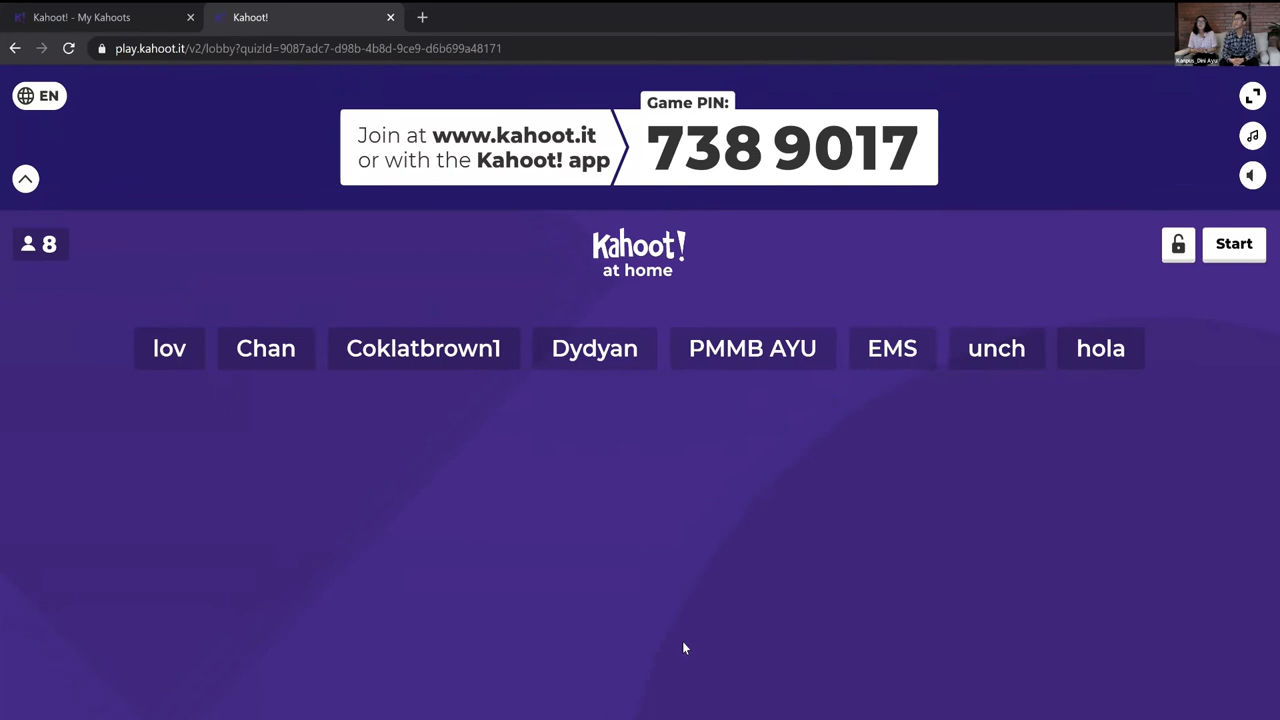 Kahoot! - My Kahoots
Kahoot!
play.kahoot.it/v2/lobby?quizId=9087adc7-d98b-4b8d-9ce9-d6b699a48171
Kanpus_Dini Ayu
EN
Game PIN:
Join at www.kahoot.it
or with the Kahoot! app
738 9017
8
Kahoot!
at home
Start
lov
Chan
Coklatbrown1
Dydyan
PMMB AYU
EMS
unch
hola